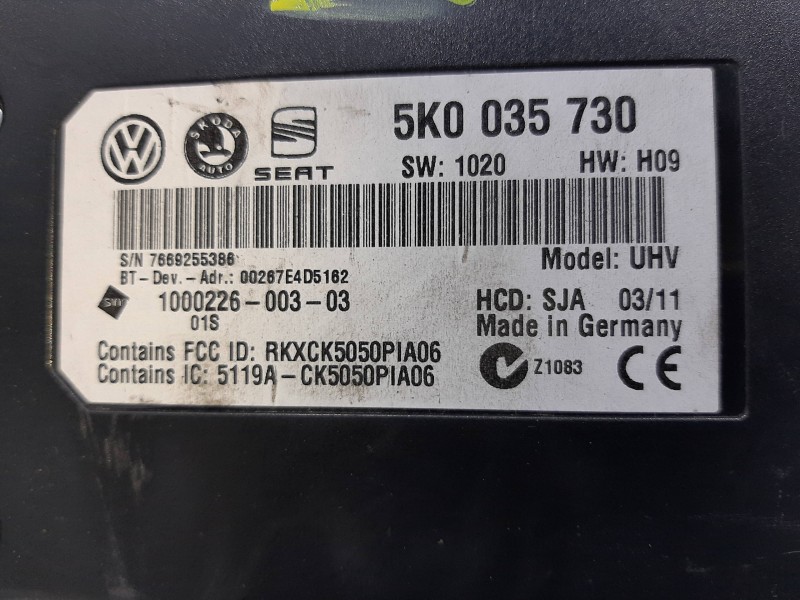 5K0 035 730
SKODA
AUTO
SEAT
SW: 1020 HW: H09
S/N 7669255386
Model: UHV
BT-Dev.-Adr.: 00267E4D5162
1000226-003-03
HCD: SJA 03/11
01S
Made in Germany
Contains FCC ID: RKXCK5050PIA06
Contains IC: 5119A-CK5050PIA06
Z1083
CE